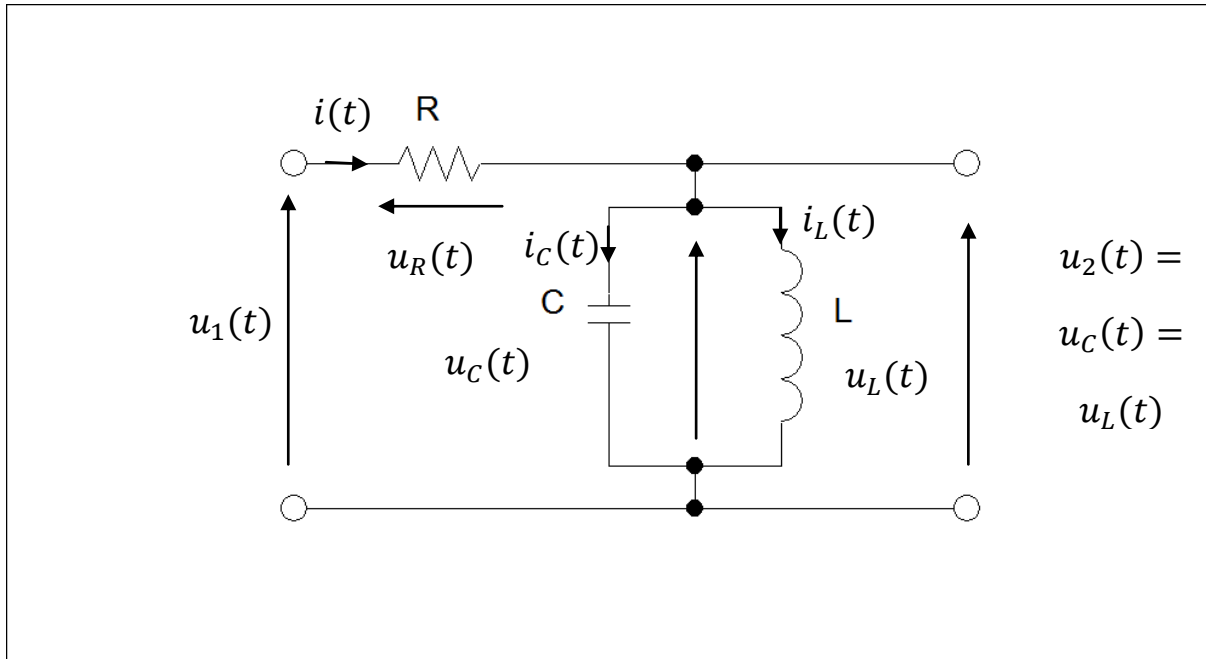 i(t) R
i_C(t) i_L(t)
u_R(t)
u_2(t) =
C L
u_1(t)
u_C(t) =
u_C(t) u_L(t)
u_L(t)